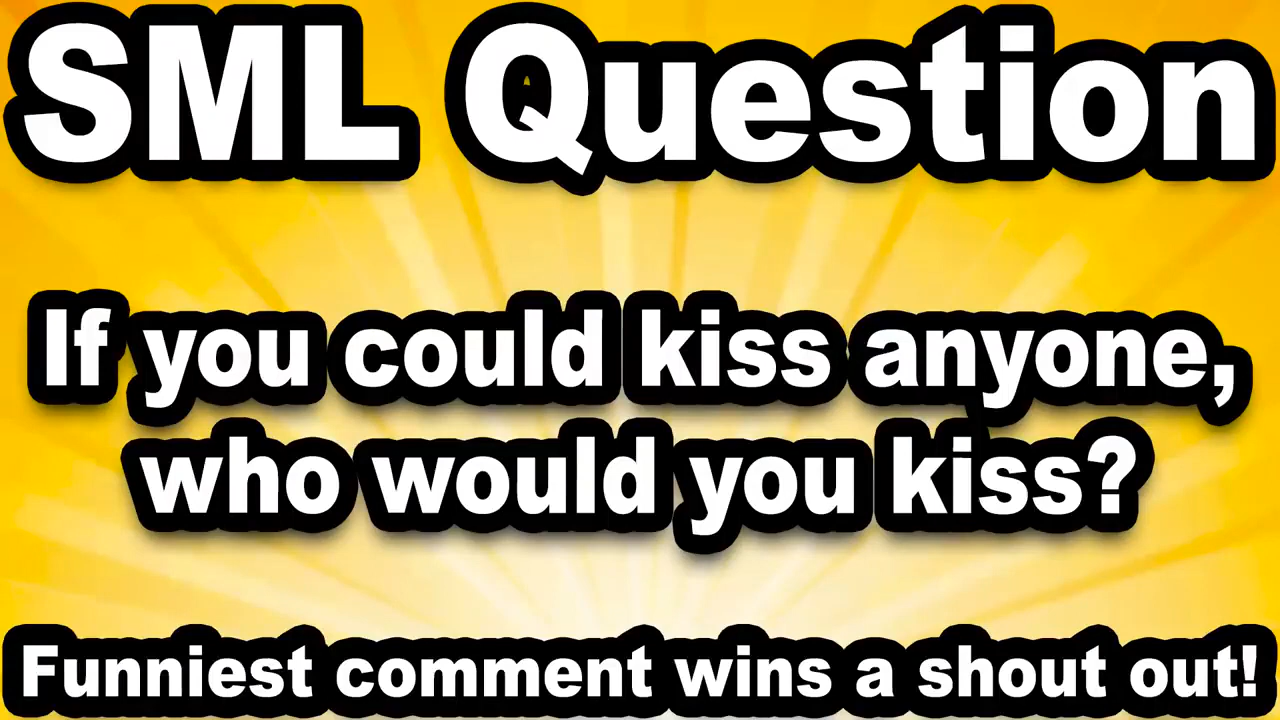 SML Question
If you could kiss anyone,
who would you kiss?
Funniest comment wins a shout out!